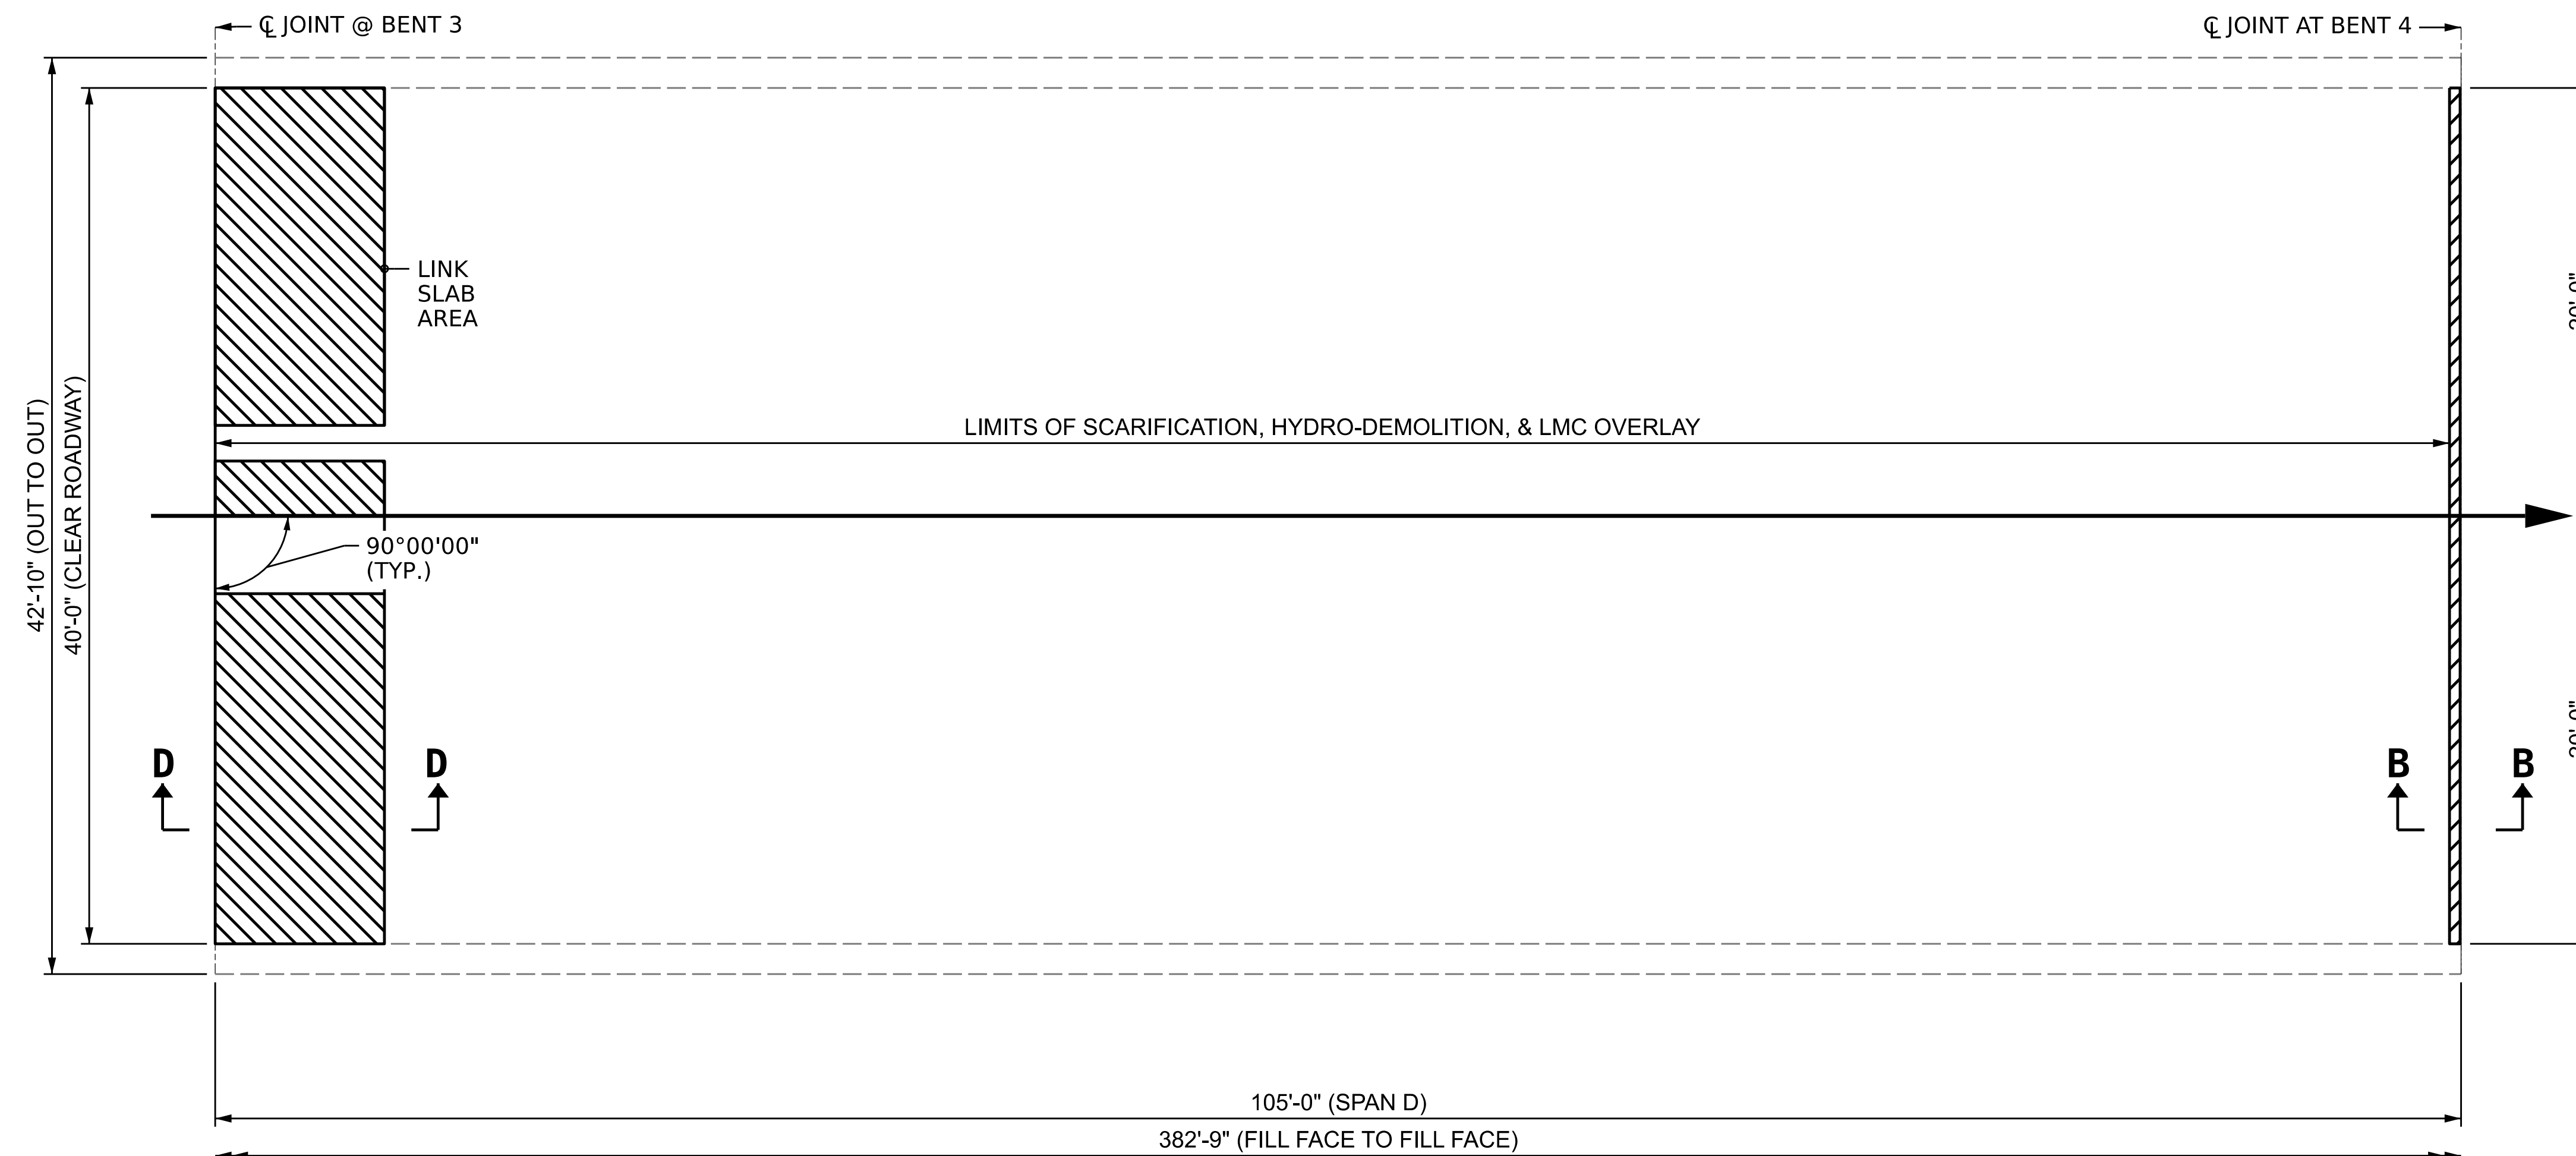 ℄ JOINT @ BENT 3
℄ JOINT AT BENT 4
LINK
SLAB
AREA
LIMITS OF SCARIFICATION, HYDRO-DEMOLITION, & LMC OVERLAY
42'-10" (OUT TO OUT)
40'-0" (CLEAR ROADWAY)
90°00'00"
(TYP.)
D
D
B
B
105'-0" (SPAN D)
382'-9" (FILL FACE TO FILL FACE)